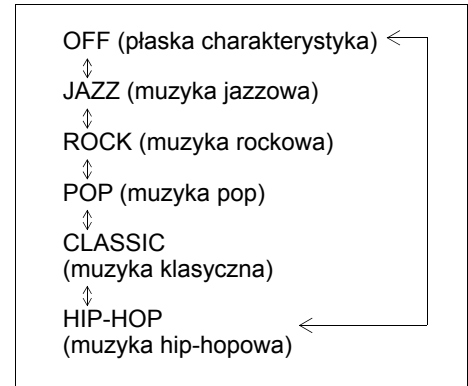 OFF (płaska charakterystyka)
JAZZ (muzyka jazzowa)
ROCK (muzyka rockowa)
POP (muzyka pop)
CLASSIC
(muzyka klasyczna)
HIP-HOP
(muzyka hip-hopowa)